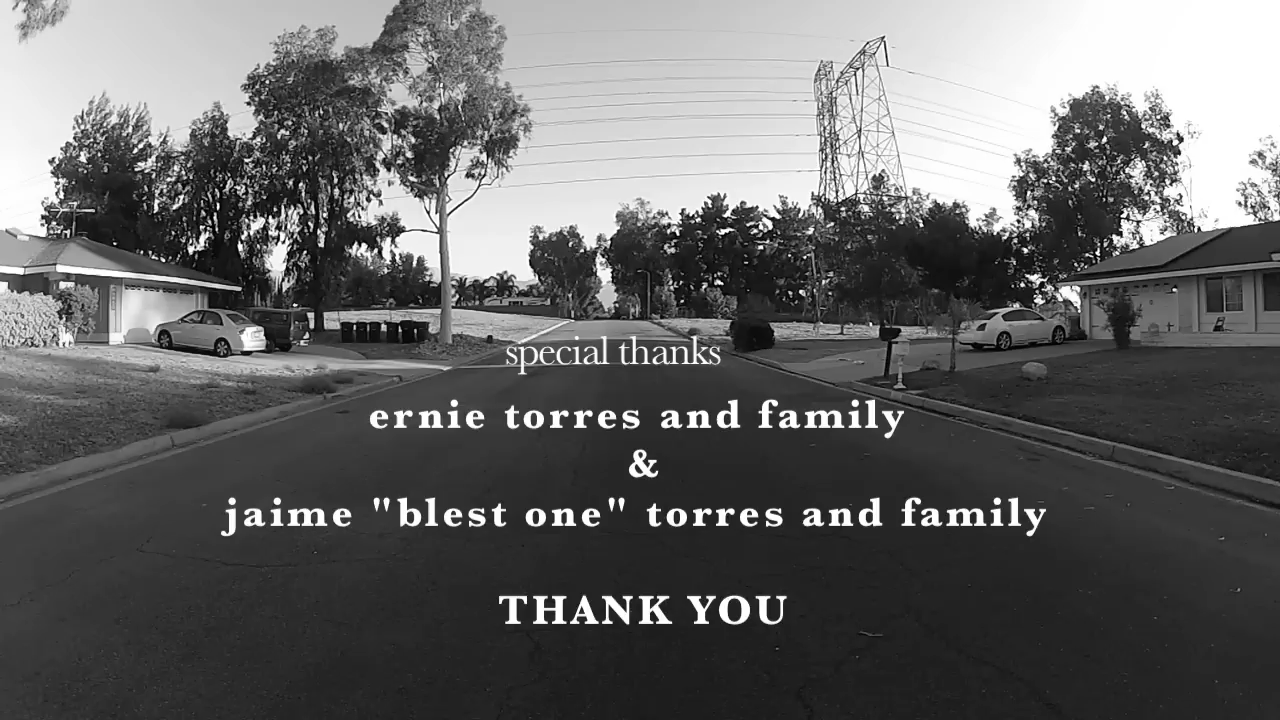 special thanks
ernie torres and family
&
jaime "blest one" torres and family
THANK YOU